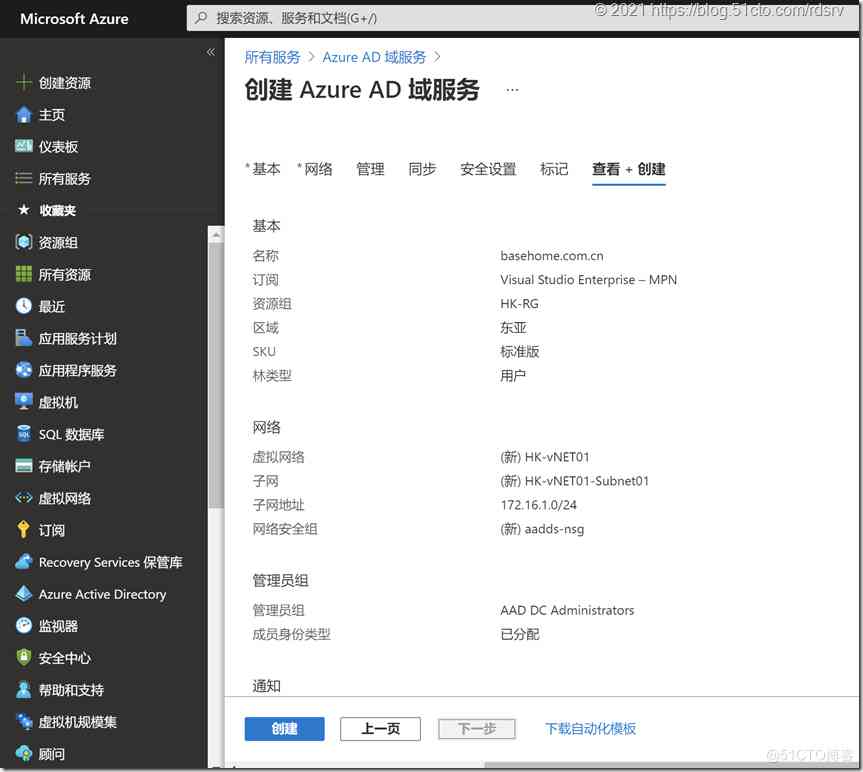 Microsoft Azure
搜索资源、服务和文档(G+/)
© 2021 https://blog.51cto.com/rdsrv
«
创建资源
主页
仪表板
所有服务
收藏夹
资源组
所有资源
最近
应用服务计划
应用程序服务
虚拟机
SQL 数据库
存储帐户
虚拟网络
订阅
Recovery Services 保管库
Azure Active Directory
监视器
安全中心
帮助和支持
虚拟机规模集
顾问
所有服务 > Azure AD 域服务 >
创建 Azure AD 域服务 ...
*基本 *网络 管理 同步 安全设置 标记 查看 + 创建
基本
名称 basehome.com.cn
订阅 Visual Studio Enterprise – MPN
资源组 HK-RG
区域 东亚
SKU 标准版
林类型 用户
网络
虚拟网络 (新) HK-vNET01
子网 (新) HK-vNET01-Subnet01
子网地址 172.16.1.0/24
网络安全组 (新) aadds-nsg
管理员组
管理员组 AAD DC Administrators
成员身份类型 已分配
通知
创建 上一页 下一步 下载自动化模板
@51CTO博客